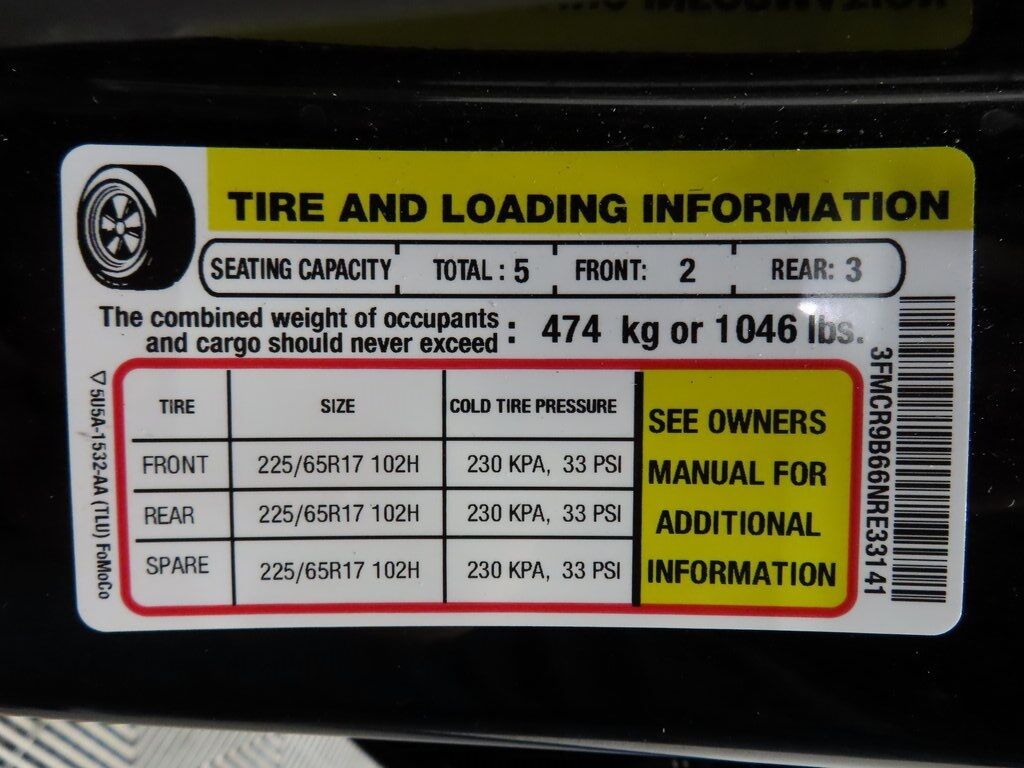 TIRE AND LOADING INFORMATION
SEATING CAPACITY TOTAL : 5 FRONT: 2 REAR: 3
The combined weight of occupants
and cargo should never exceed : 474 kg or 1046 lbs.
TIRE SIZE COLD TIRE PRESSURE
FRONT 225/65R17 102H 230 KPA, 33 PSI
REAR 225/65R17 102H 230 KPA, 33 PSI
SPARE 225/65R17 102H 230 KPA, 33 PSI
SEE OWNERS
MANUAL FOR
ADDITIONAL
INFORMATION
3FMCR9B66NRE33141
5U5A-1532-AA (TLU) FoMoCo